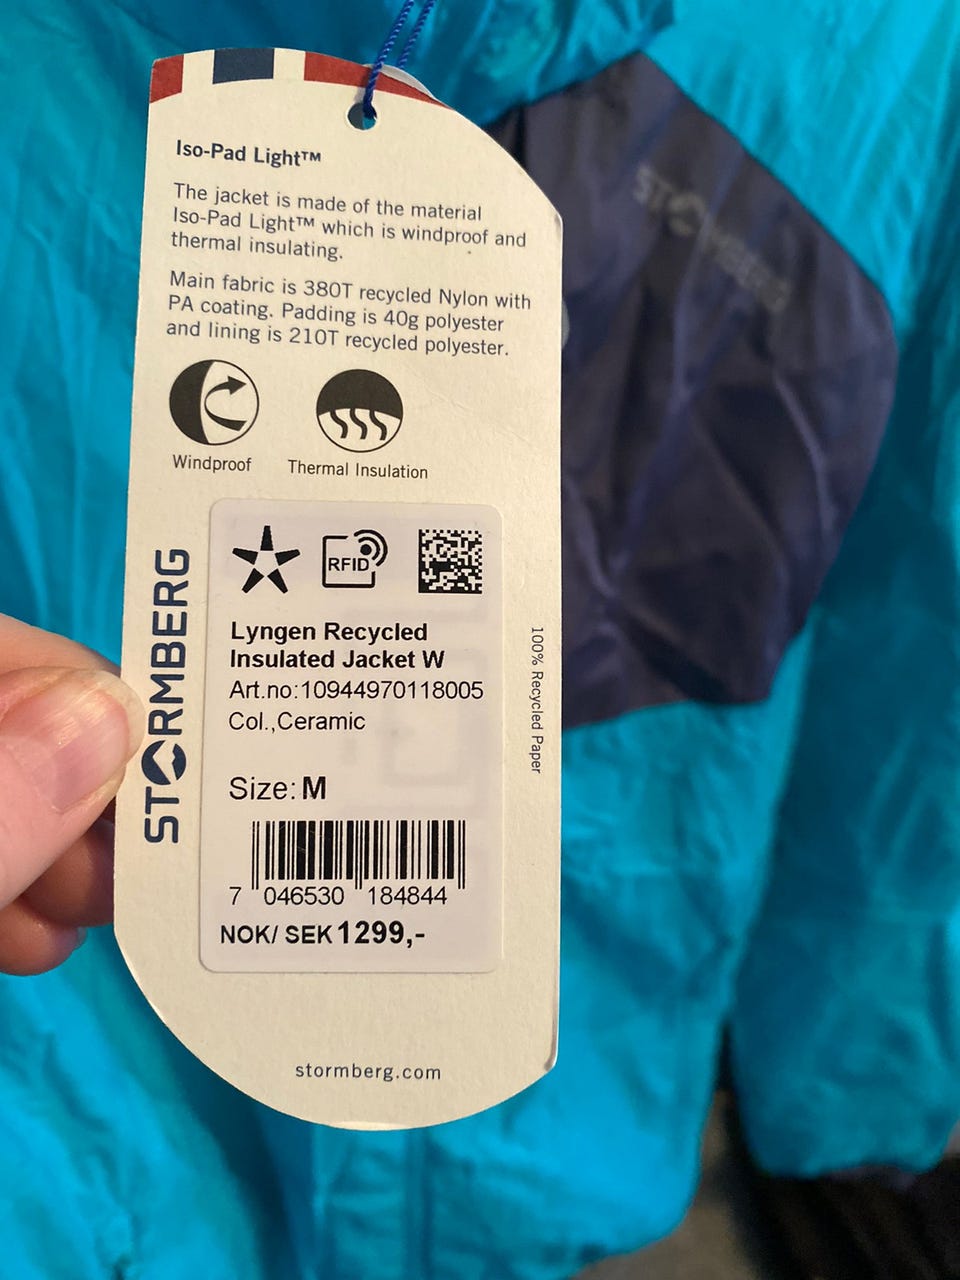 Iso-Pad Light™
The jacket is made of the material
Iso-Pad Light™ which is windproof and
thermal insulating.
Main fabric is 380T recycled Nylon with
PA coating. Padding is 40g polyester
and lining is 210T recycled polyester.
Windproof
Thermal Insulation
RFID
Lyngen Recycled
Insulated Jacket W
Art.no:10944970118005
Col.,Ceramic
Size: M
7 046530 184844
NOK/ SEK 1299,-
STORMBERG
100% Recycled Paper
stormberg.com
STORMBERG